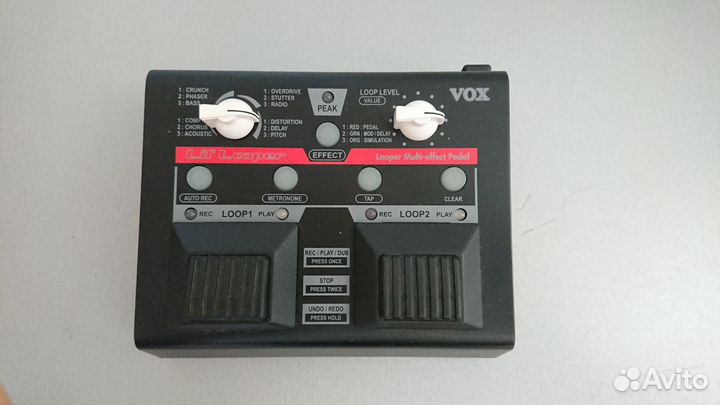 1 : CRUNCH
2 : PHASER
3 : BASS
1 : OVERDRIVE
2 : STUTTER
3 : RADIO
1 : COMP
2 : CHORUS
3 : ACOUSTIC
1 : DISTORTION
2 : DELAY
3 : PITCH
PEAK
LOOP LEVEL
VALUE
VOX
1 : RED : PEDAL
2 : GRN : MOD / DELAY
3 : ORG : SIMULATION
Lil' Looper
EFFECT
Looper Multi-effect Pedal
AUTO REC
METRONOME
TAP
CLEAR
REC LOOP1 PLAY
REC LOOP2 PLAY
REC / PLAY / DUB
PRESS ONCE
STOP
PRESS TWICE
UNDO / REDO
PRESS HOLD
Avito